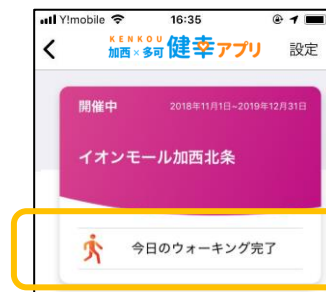 Y!mobile 16:35
KENKOU
加西×多可 健幸アプリ 設定
開催中 2018年11月1日~2019年12月31日
イオンモール加西北条
今日のウォーキング完了